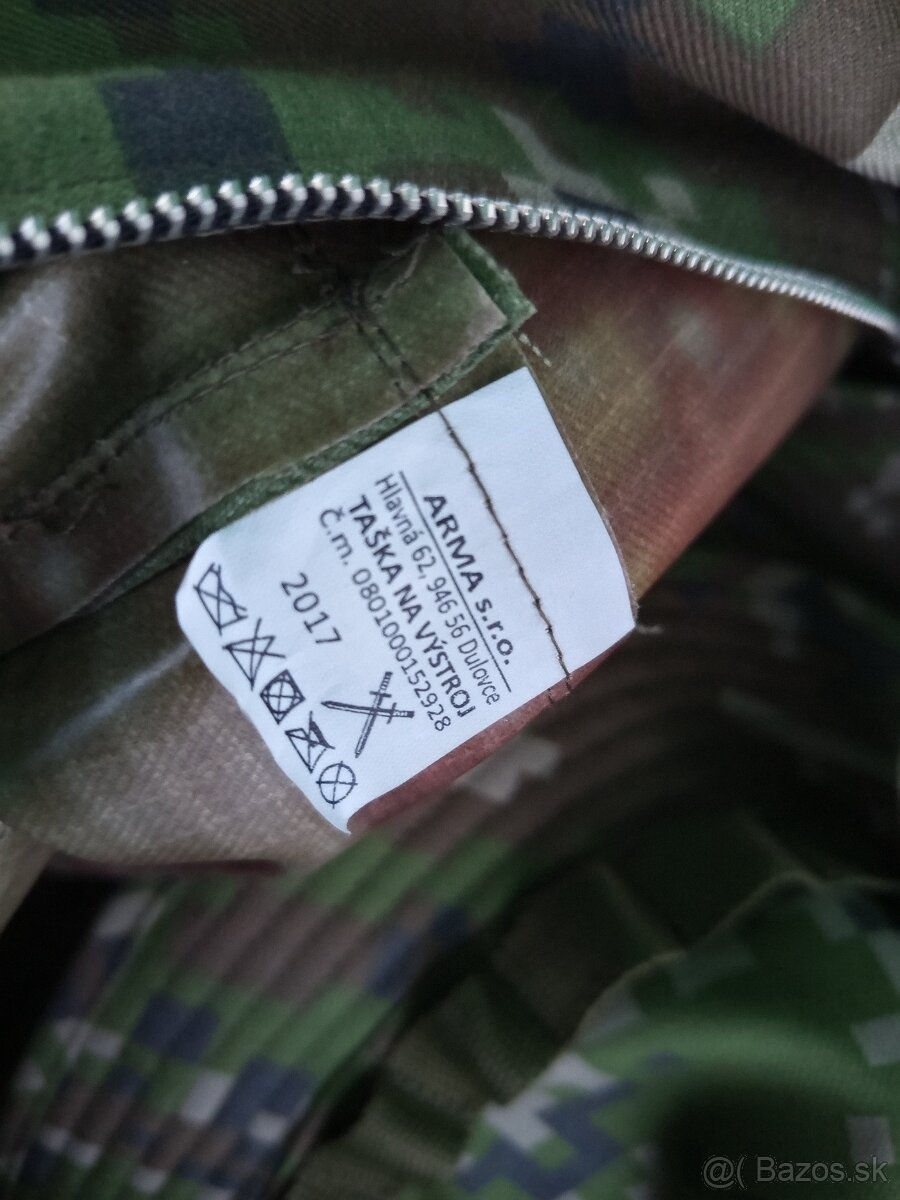 ARMA s.r.o.
Hlavná 62, 946 56 Dulovce
TAŠKA NA VÝSTROJ
Č.m. 0801000152928
2017
@( Bazos.sk